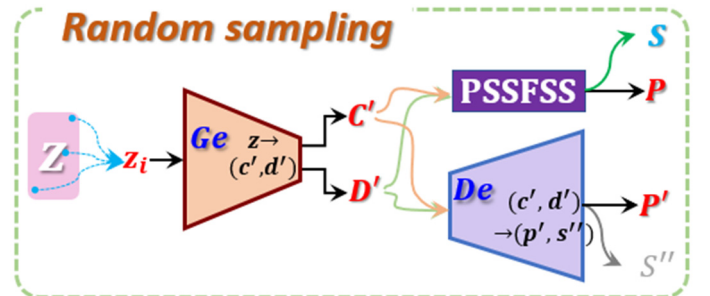 Random sampling
Z
z_i
Ge
z→
(c′,d′)
C′
D′
PSSFSS
S
P
De
(c′, d′)
→(p′, s′′)
P′
S′′